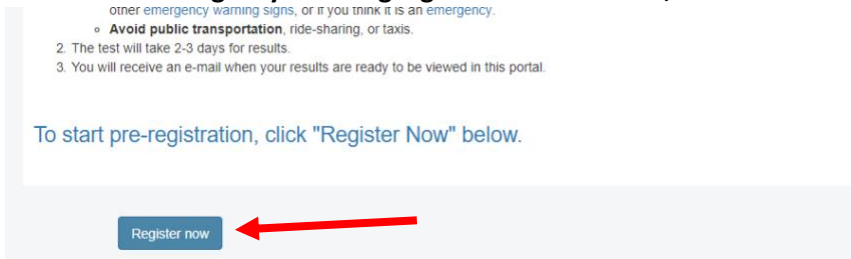 other emergency warning signs, or if you think it is an emergency.
Avoid public transportation, ride-sharing, or taxis.
2. The test will take 2-3 days for results.
3. You will receive an e-mail when your results are ready to be viewed in this portal.
To start pre-registration, click "Register Now" below.
Register now